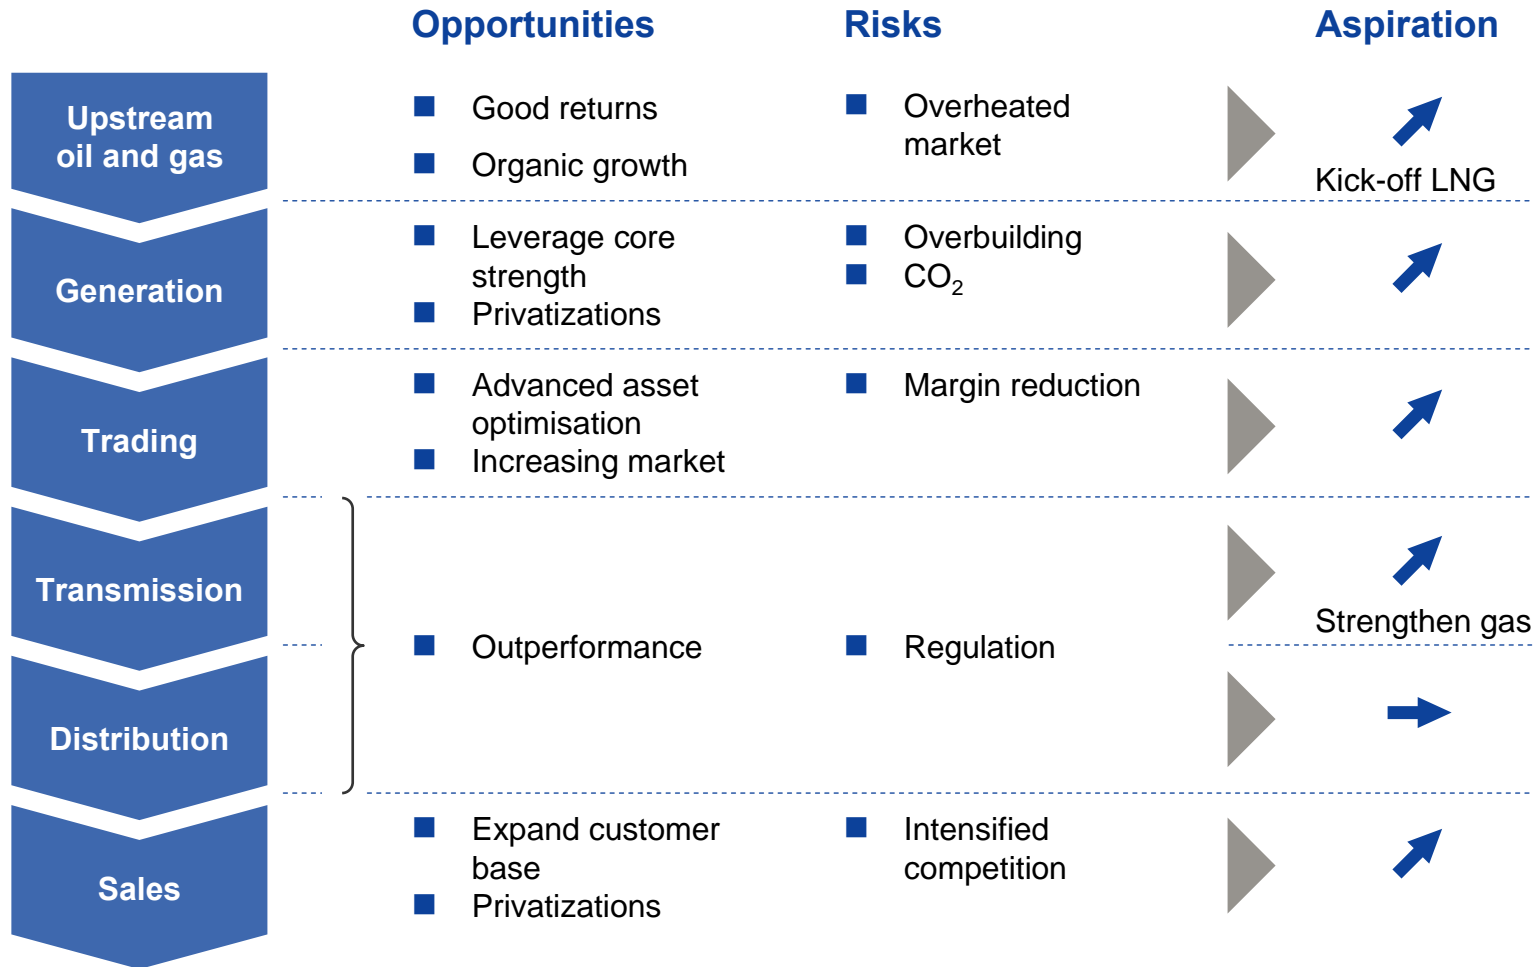 Opportunities Risks Aspiration
Upstream
oil and gas
Good returns
Organic growth
Overheated
market
Kick-off LNG
Generation
Leverage core
strength
Privatizations
Overbuilding
CO₂
Trading
Advanced asset
optimisation
Increasing market
Margin reduction
Transmission
Distribution
Outperformance
Regulation
Strengthen gas
Sales
Expand customer
base
Privatizations
Intensified
competition